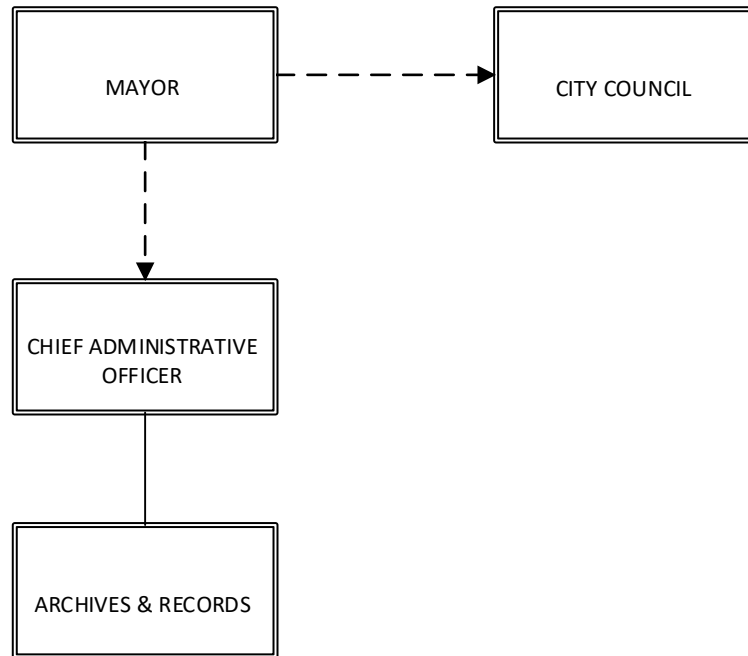 MAYOR
CITY COUNCIL
CHIEF ADMINISTRATIVE
OFFICER
ARCHIVES & RECORDS